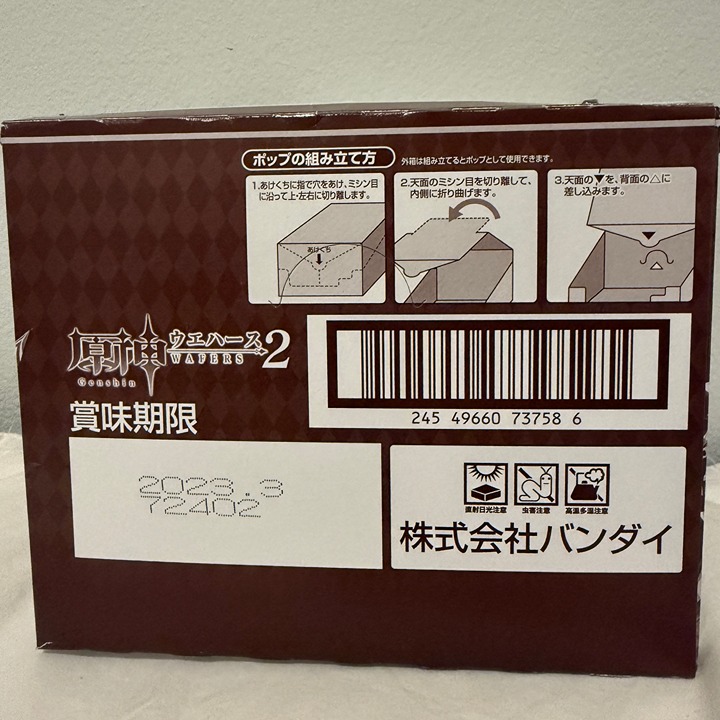 ポップの組み立て方
外箱は組み立てるとポップとして使用できます。
1.あけくちに指で穴をあけ、ミシン目
に沿って上・左右に切り離します。
あけくち
2.天面のミシン目を切り離して、
内側に折り曲げます。
3.天面の▼を、背面の△に
差し込みます。
原神
Genshin
ウエハース2
WAFERS
賞味期限
245 49660 73758 6
2023.3
72402
直射日光注意
虫害注意
高温多湿注意
株式会社バンダイ